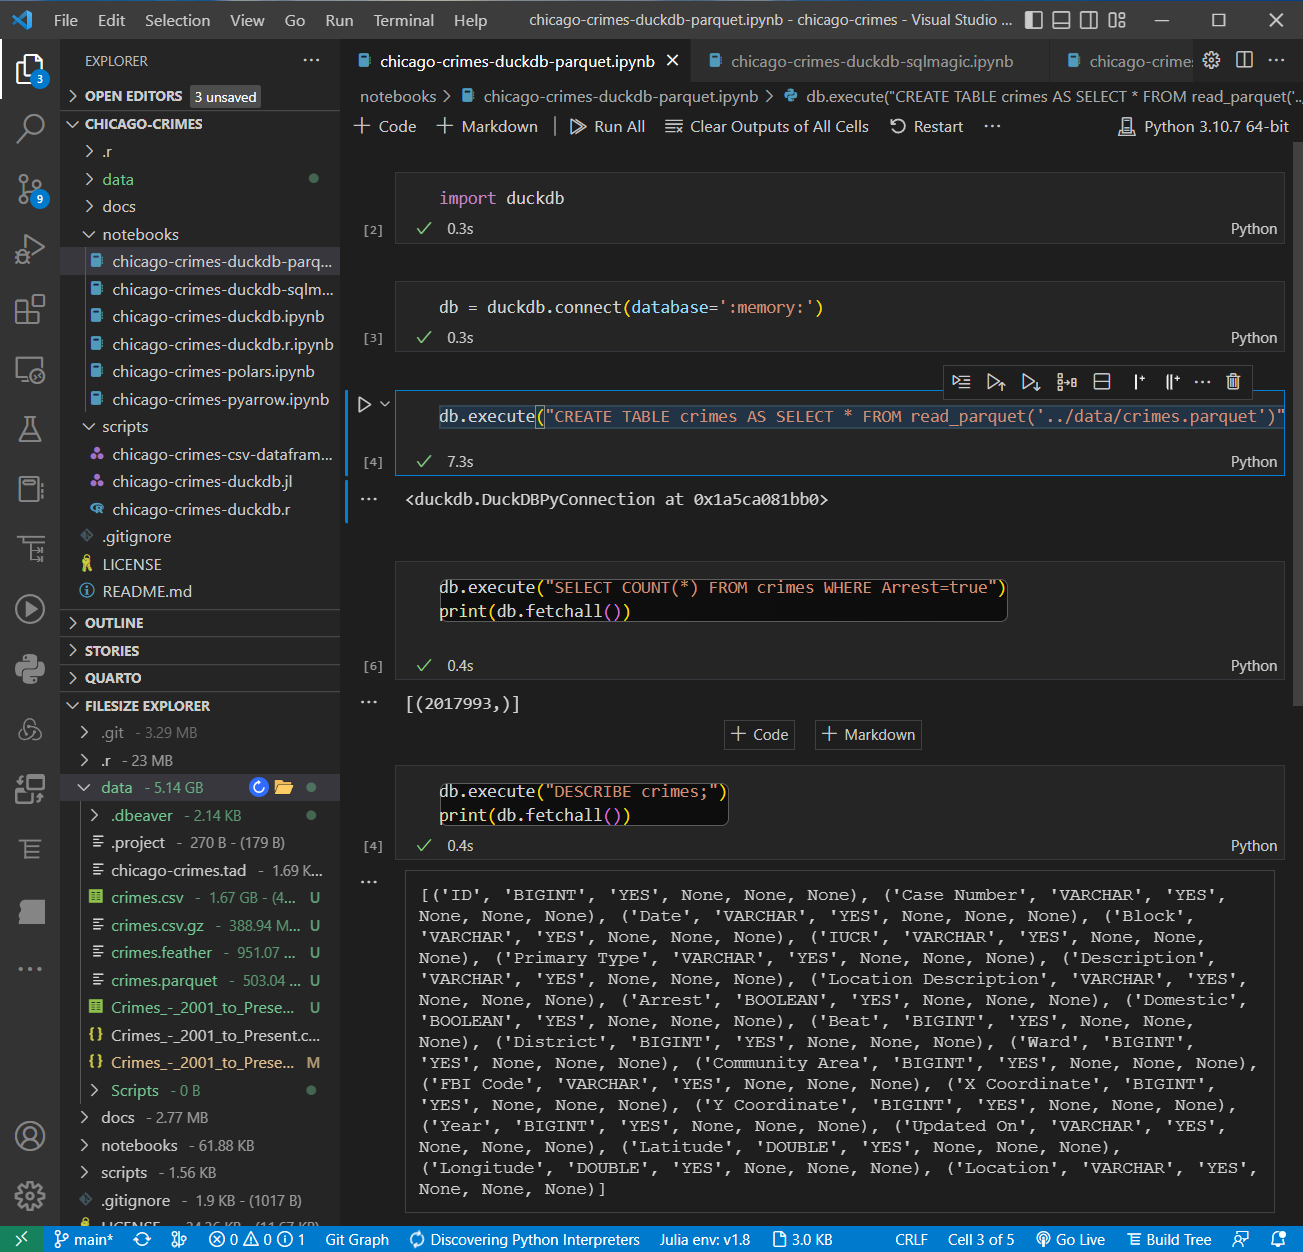 File Edit Selection View Go Run Terminal Help chicago-crimes-duckdb-parquet.ipynb - chicago-crimes - Visual Studio ...
EXPLORER
3
OPEN EDITORS 3 unsaved
CHICAGO-CRIMES
.r
data
docs
9
notebooks
chicago-crimes-duckdb-parq...
chicago-crimes-duckdb-sqlm...
chicago-crimes-duckdb.ipynb
chicago-crimes-duckdb.r.ipynb
chicago-crimes-polars.ipynb
chicago-crimes-pyarrow.ipynb
scripts
chicago-crimes-csv-datafram...
chicago-crimes-duckdb.jl
chicago-crimes-duckdb.r
.gitignore
LICENSE
README.md
OUTLINE
STORIES
QUARTO
FILESIZE EXPLORER
.git - 3.29 MB
.r - 23 MB
data - 5.14 GB
.dbeaver - 2.14 KB
.project - 270 B - (179 B)
chicago-crimes.tad - 1.69 K...
crimes.csv - 1.67 GB - (4... U
crimes.csv.gz - 388.94 M... U
crimes.feather - 951.07 ... U
crimes.parquet - 503.04 ... U
Crimes_-_2001_to_Prese... U
Crimes_-_2001_to_Present.c...
Crimes_-_2001_to_Prese... M
Scripts - 0 B
docs - 2.77 MB
notebooks - 61.88 KB
scripts - 1.56 KB
.gitignore - 1.9 KB - (1017 B)
chicago-crimes-duckdb-parquet.ipynb chicago-crimes-duckdb-sqlmagic.ipynb chicago-crimes
notebooks > chicago-crimes-duckdb-parquet.ipynb > db.execute("CREATE TABLE crimes AS SELECT * FROM read_parquet('..
+ Code + Markdown | Run All Clear Outputs of All Cells Restart ... Python 3.10.7 64-bit
import duckdb
[2] 0.3s Python
db = duckdb.connect(database=':memory:')
[3] 0.3s Python
db.execute("CREATE TABLE crimes AS SELECT * FROM read_parquet('../data/crimes.parquet')"
[4] 7.3s Python
... <duckdb.DuckDBPyConnection at 0x1a5ca081bb0>
db.execute("SELECT COUNT(*) FROM crimes WHERE Arrest=true")
print(db.fetchall())
[6] 0.4s Python
... [(2017993,)]
+ Code + Markdown
db.execute("DESCRIBE crimes;")
print(db.fetchall())
[4] 0.4s Python
...
[('ID', 'BIGINT', 'YES', None, None, None), ('Case Number', 'VARCHAR', 'YES',
None, None, None), ('Date', 'VARCHAR', 'YES', None, None, None), ('Block',
'VARCHAR', 'YES', None, None, None), ('IUCR', 'VARCHAR', 'YES', None, None,
None), ('Primary Type', 'VARCHAR', 'YES', None, None, None), ('Description',
'VARCHAR', 'YES', None, None, None), ('Location Description', 'VARCHAR', 'YES',
None, None, None), ('Arrest', 'BOOLEAN', 'YES', None, None, None), ('Domestic',
'BOOLEAN', 'YES', None, None, None), ('Beat', 'BIGINT', 'YES', None, None,
None), ('District', 'BIGINT', 'YES', None, None, None), ('Ward', 'BIGINT',
'YES', None, None, None), ('Community Area', 'BIGINT', 'YES', None, None, None),
('FBI Code', 'VARCHAR', 'YES', None, None, None), ('X Coordinate', 'BIGINT',
'YES', None, None, None), ('Y Coordinate', 'BIGINT', 'YES', None, None, None),
('Year', 'BIGINT', 'YES', None, None, None), ('Updated On', 'VARCHAR', 'YES',
None, None, None), ('Latitude', 'DOUBLE', 'YES', None, None, None),
('Longitude', 'DOUBLE', 'YES', None, None, None), ('Location', 'VARCHAR', 'YES',
None, None, None)]
main* 0 0 1 Git Graph Discovering Python Interpreters Julia env: v1.8 3.0 KB CRLF Cell 3 of 5 Go Live Build Tree